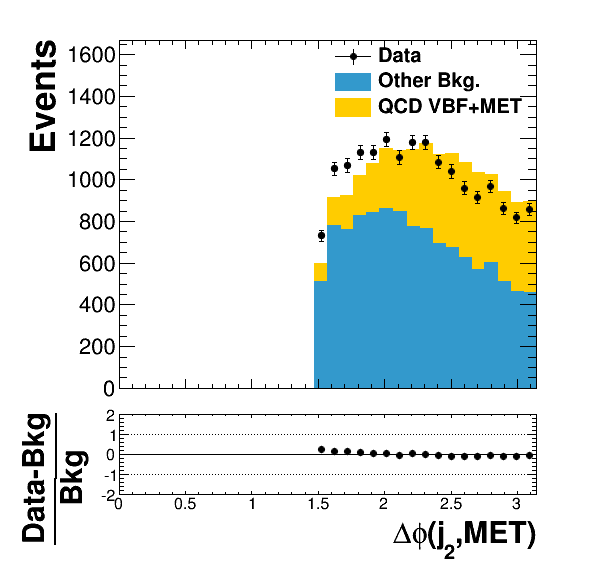 Events
1600
1400
1200
1000
800
600
400
200
0
Data
Other Bkg.
QCD VBF+MET
Data-Bkg
Bkg
2
1
0
-1
-2
0 0.5 1 1.5 2 2.5 3
Δϕ(j₂,MET)